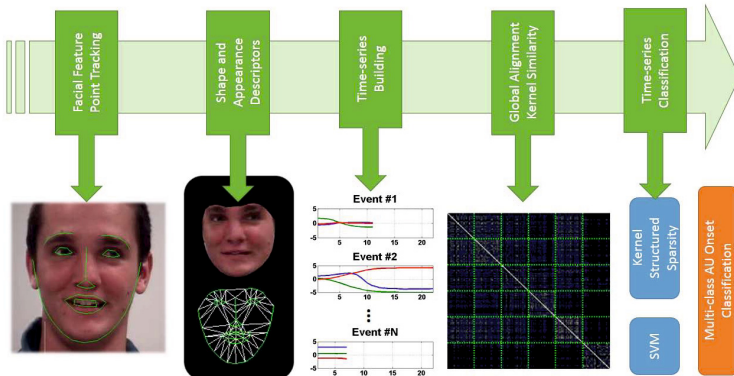 Facial Feature
Point Tracking
Shape and
Appearance
Descriptors
Time-series
Building
Global Alignment
Kernel Similarity
Time-series
Classification
Event #1
5
0
-5
5 10 15 20
Event #2
5
0
-5
5 10 15 20
Event #N
5
0
-5
5 10 15 20
Kernel
Structured
Sparsity
SVM
Multi-class AU Onset
Classification